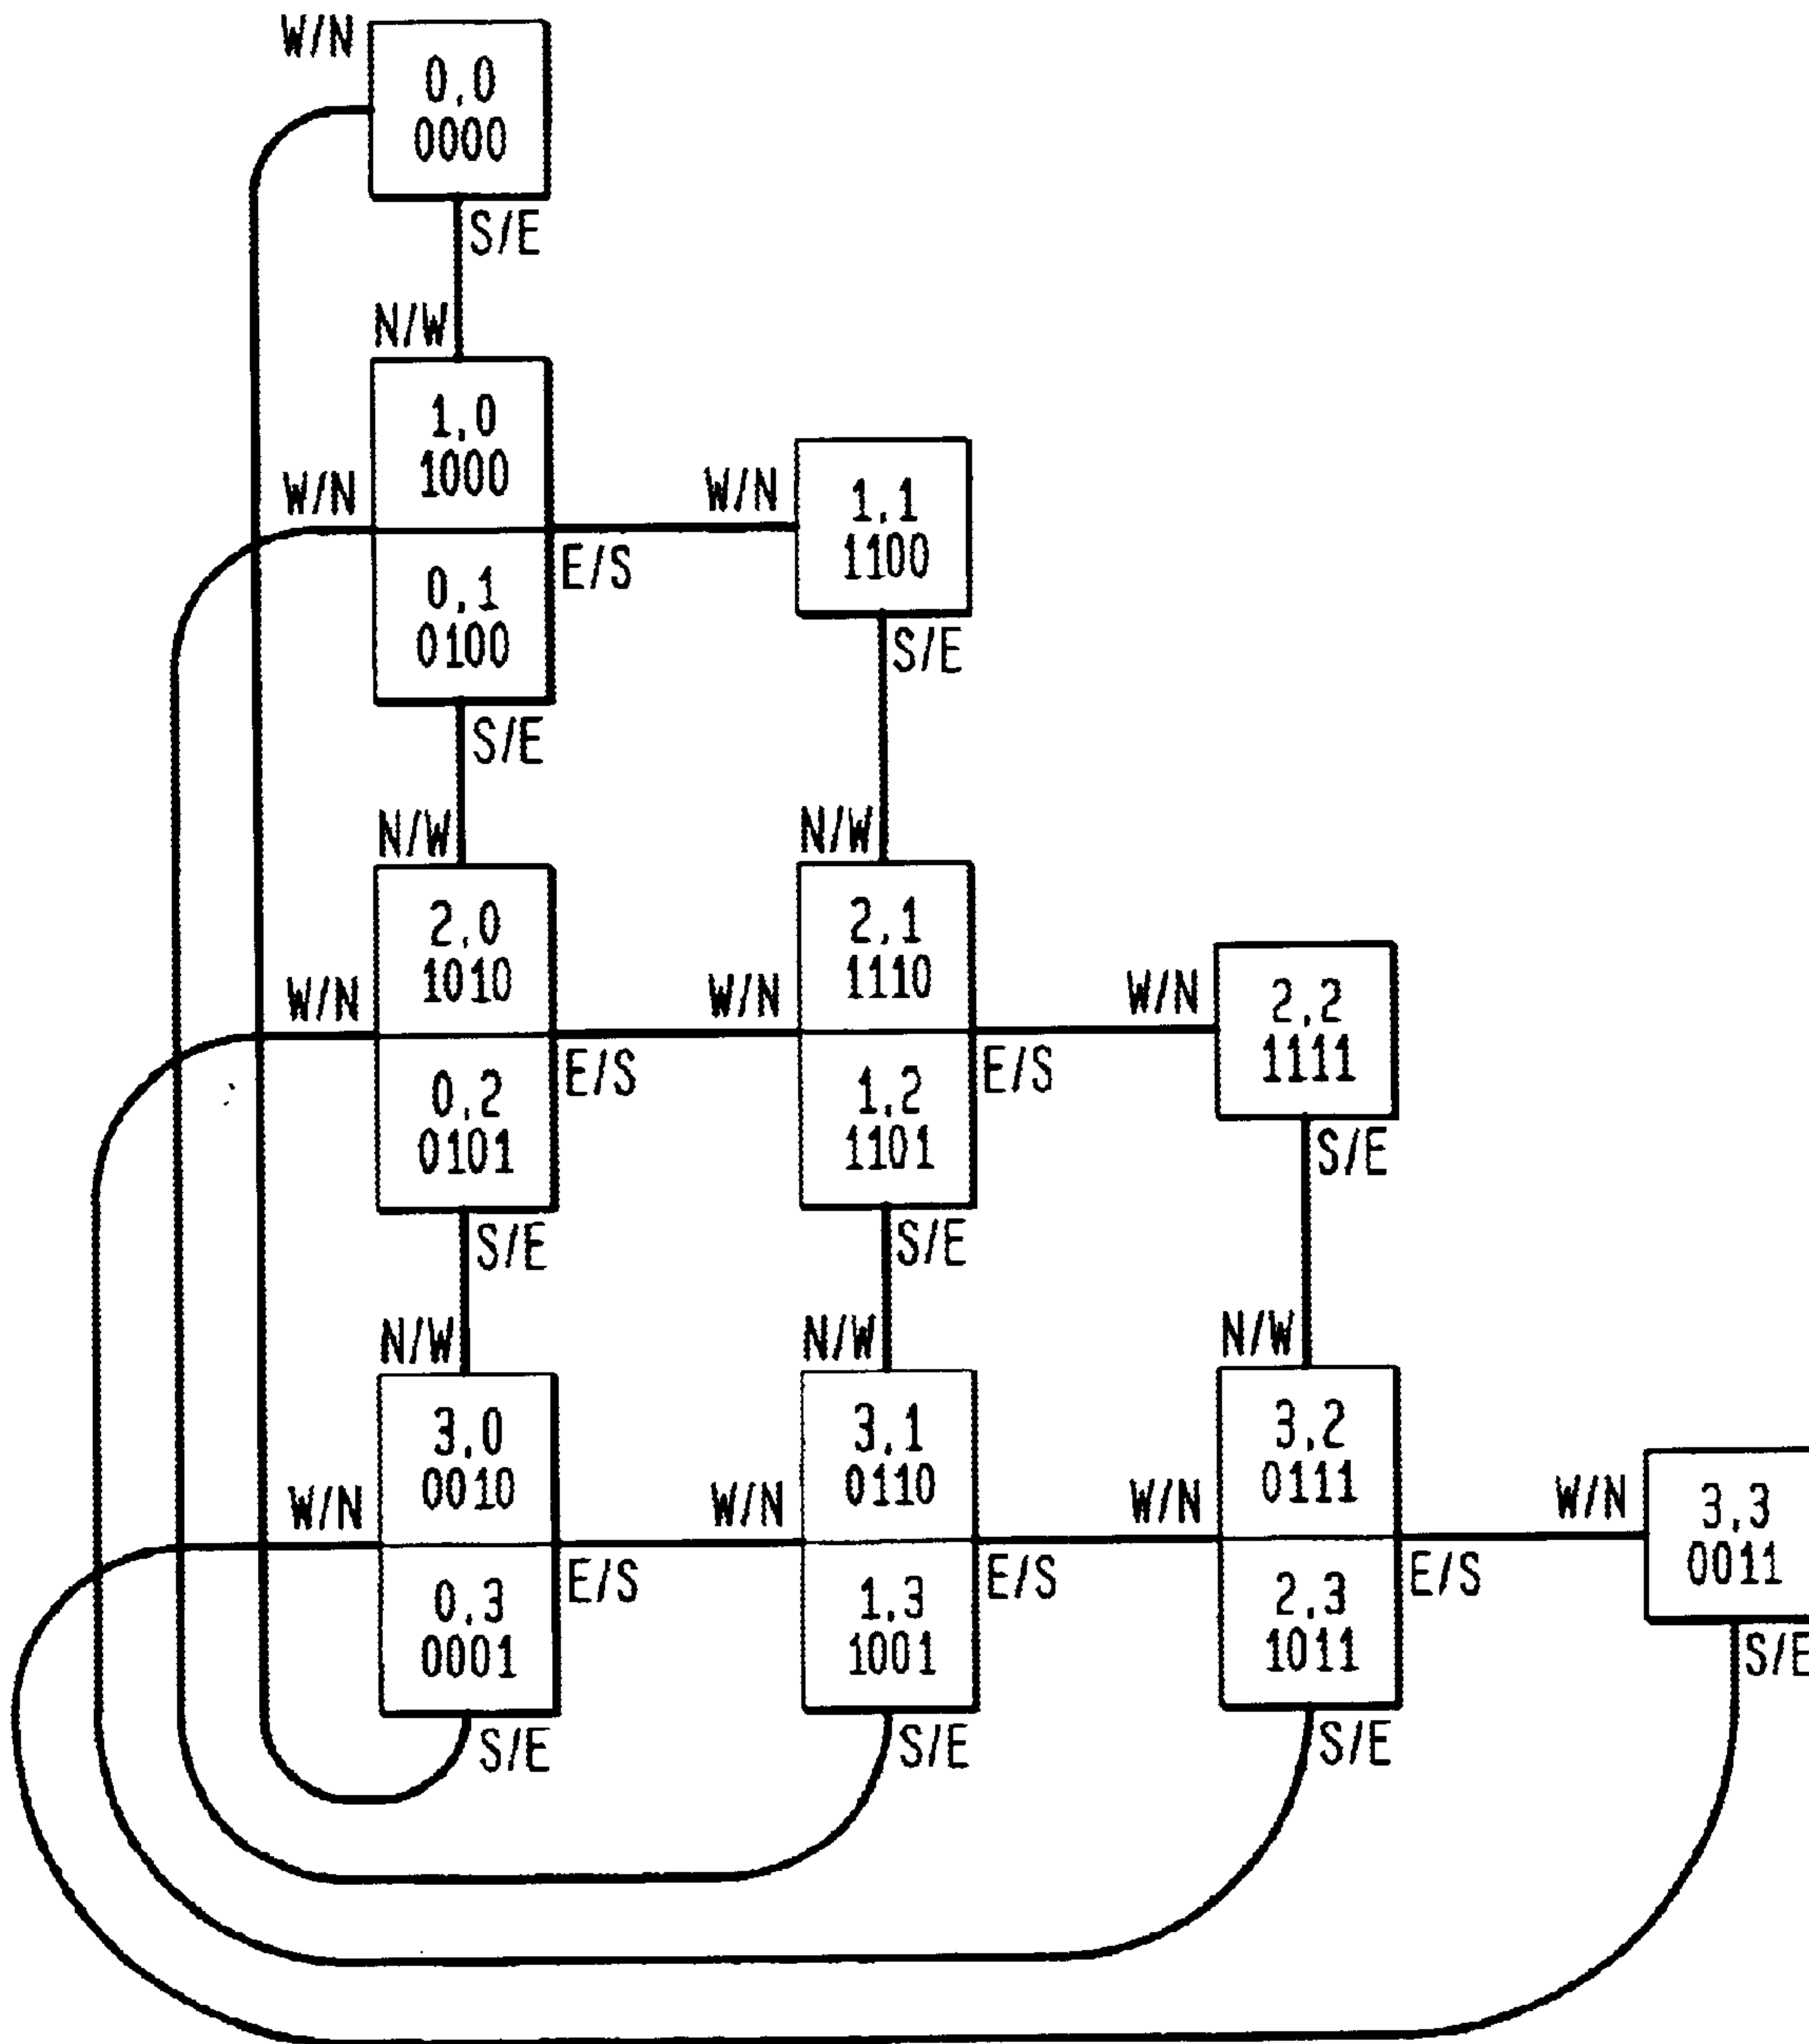 W/N
0,0
0000
S/E
N/W
1,0
1000
W/N
0,1
0100
E/S
W/N
1,1
1100
S/E
S/E
N/W
2,0
1010
W/N
0,2
0101
E/S
N/W
2,1
1110
W/N
1,2
1101
E/S
W/N
2,2
1111
S/E
S/E
S/E
N/W
3,0
0010
W/N
0,3
0001
E/S
S/E
N/W
3,1
0110
W/N
1,3
1001
E/S
S/E
N/W
3,2
0111
W/N
2,3
1011
E/S
S/E
W/N
3,3
0011
S/E